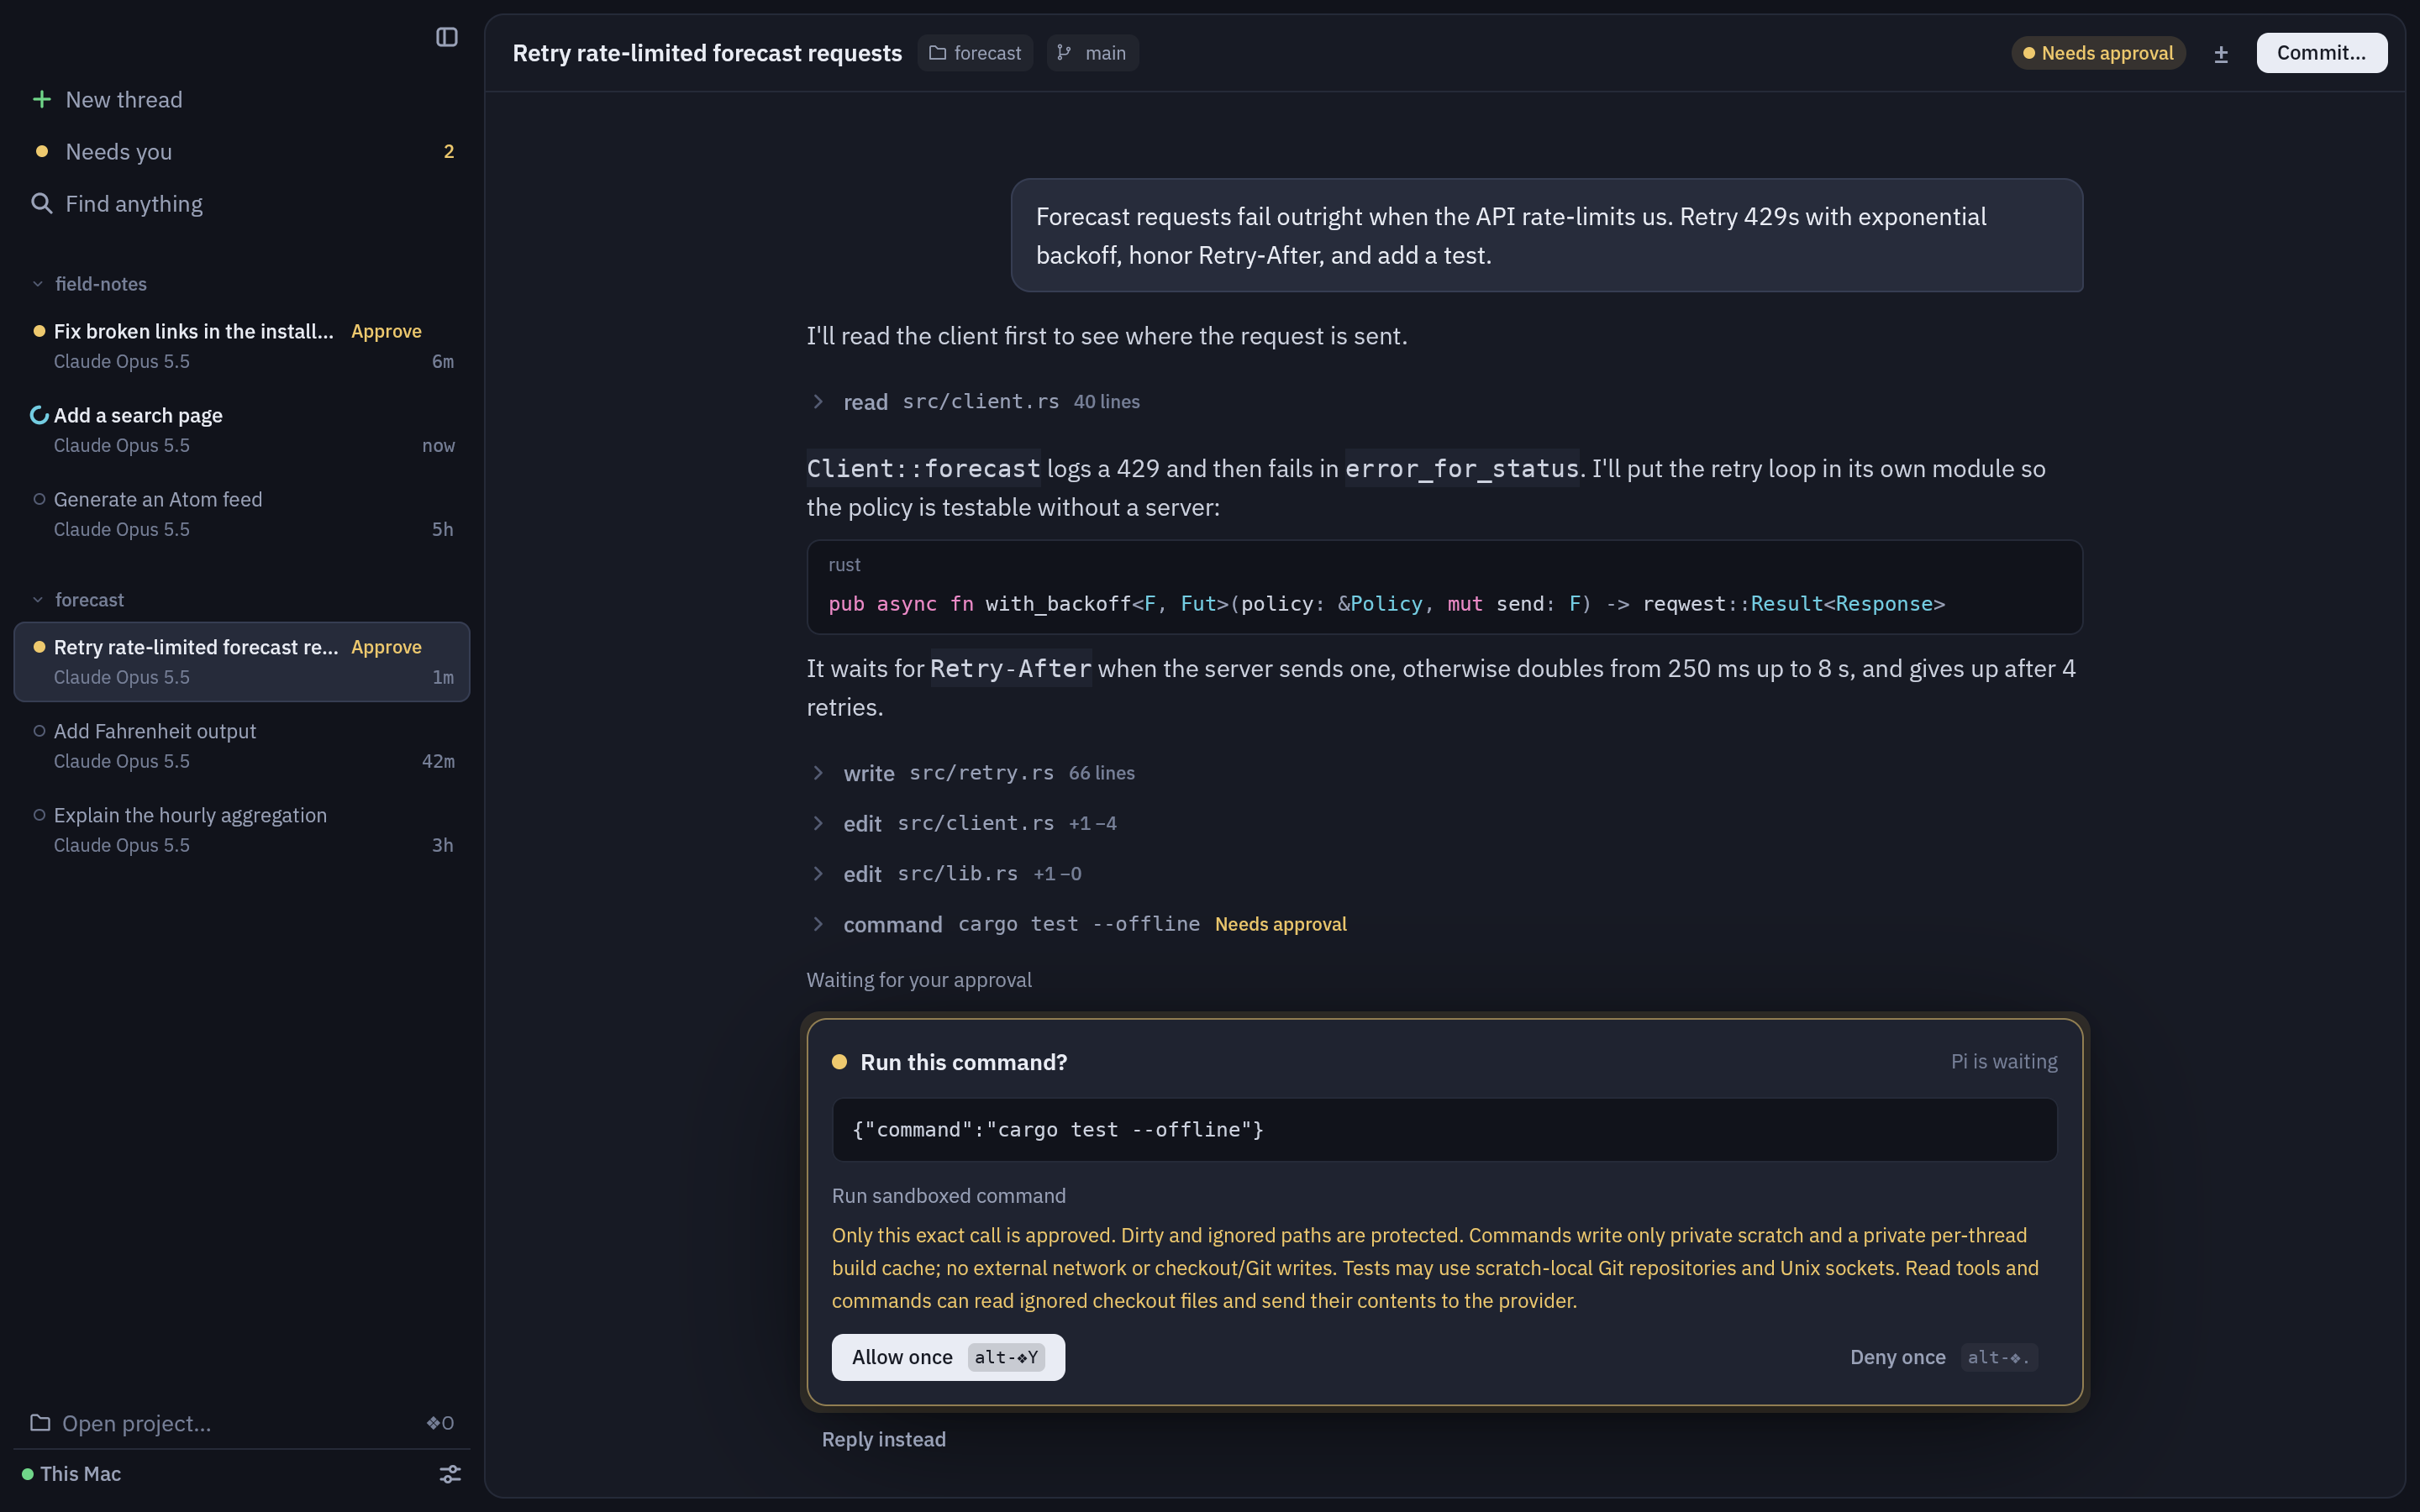 New thread
Needs you 2
Find anything
field-notes
Fix broken links in the install... Approve
Claude Opus 5.5 6m
Add a search page
Claude Opus 5.5 now
Generate an Atom feed
Claude Opus 5.5 5h
forecast
Retry rate-limited forecast re... Approve
Claude Opus 5.5 1m
Add Fahrenheit output
Claude Opus 5.5 42m
Explain the hourly aggregation
Claude Opus 5.5 3h
Open project... ❖O
This Mac
Retry rate-limited forecast requests forecast main Needs approval ± Commit...
Forecast requests fail outright when the API rate-limits us. Retry 429s with exponential
backoff, honor Retry-After, and add a test.
I'll read the client first to see where the request is sent.
read src/client.rs 40 lines
Client::forecast logs a 429 and then fails in error_for_status. I'll put the retry loop in its own module so
the policy is testable without a server:
rust
pub async fn with_backoff<F, Fut>(policy: &Policy, mut send: F) -> reqwest::Result<Response>
It waits for Retry-After when the server sends one, otherwise doubles from 250 ms up to 8 s, and gives up after 4
retries.
write src/retry.rs 66 lines
edit src/client.rs +1 −4
edit src/lib.rs +1 −0
command cargo test --offline Needs approval
Waiting for your approval
Run this command? Pi is waiting
{"command":"cargo test --offline"}
Run sandboxed command
Only this exact call is approved. Dirty and ignored paths are protected. Commands write only private scratch and a private per-thread
build cache; no external network or checkout/Git writes. Tests may use scratch-local Git repositories and Unix sockets. Read tools and
commands can read ignored checkout files and send their contents to the provider.
Allow once alt-❖Y Deny once alt-❖.
Reply instead